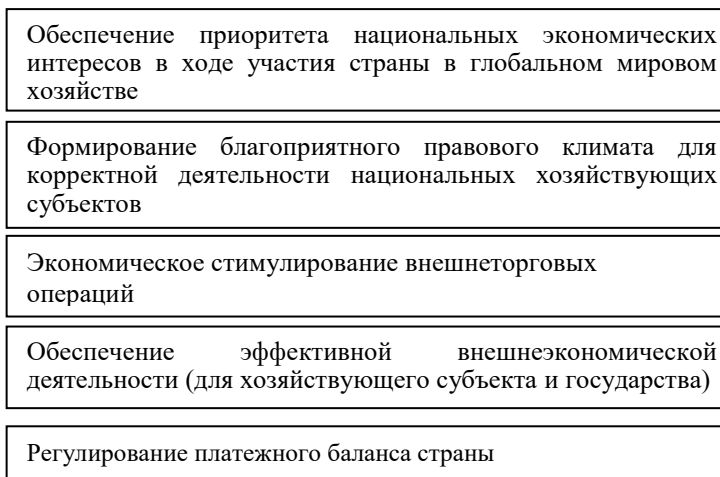 Обеспечение приоритета национальных экономических
интересов в ходе участия страны в глобальном мировом
хозяйстве
Формирование благоприятного правового климата для
корректной деятельности национальных хозяйствующих
субъектов
Экономическое стимулирование внешнеторговых
операций
Обеспечение эффективной внешнеэкономической
деятельности (для хозяйствующего субъекта и государства)
Регулирование платежного баланса страны